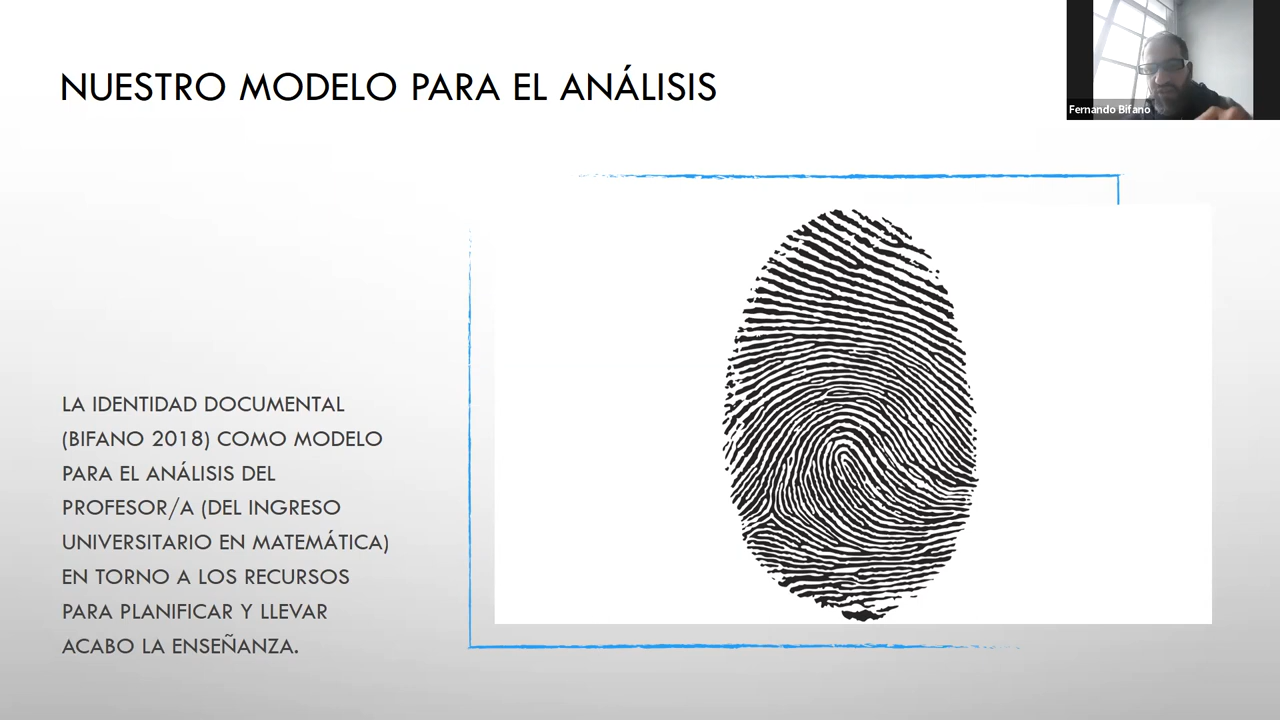 NUESTRO MODELO PARA EL ANÁLISIS
Fernando Bifano
LA IDENTIDAD DOCUMENTAL
(BIFANO 2018) COMO MODELO
PARA EL ANÁLISIS DEL
PROFESOR/A (DEL INGRESO
UNIVERSITARIO EN MATEMÁTICA)
EN TORNO A LOS RECURSOS
PARA PLANIFICAR Y LLEVAR
ACABO LA ENSEÑANZA.